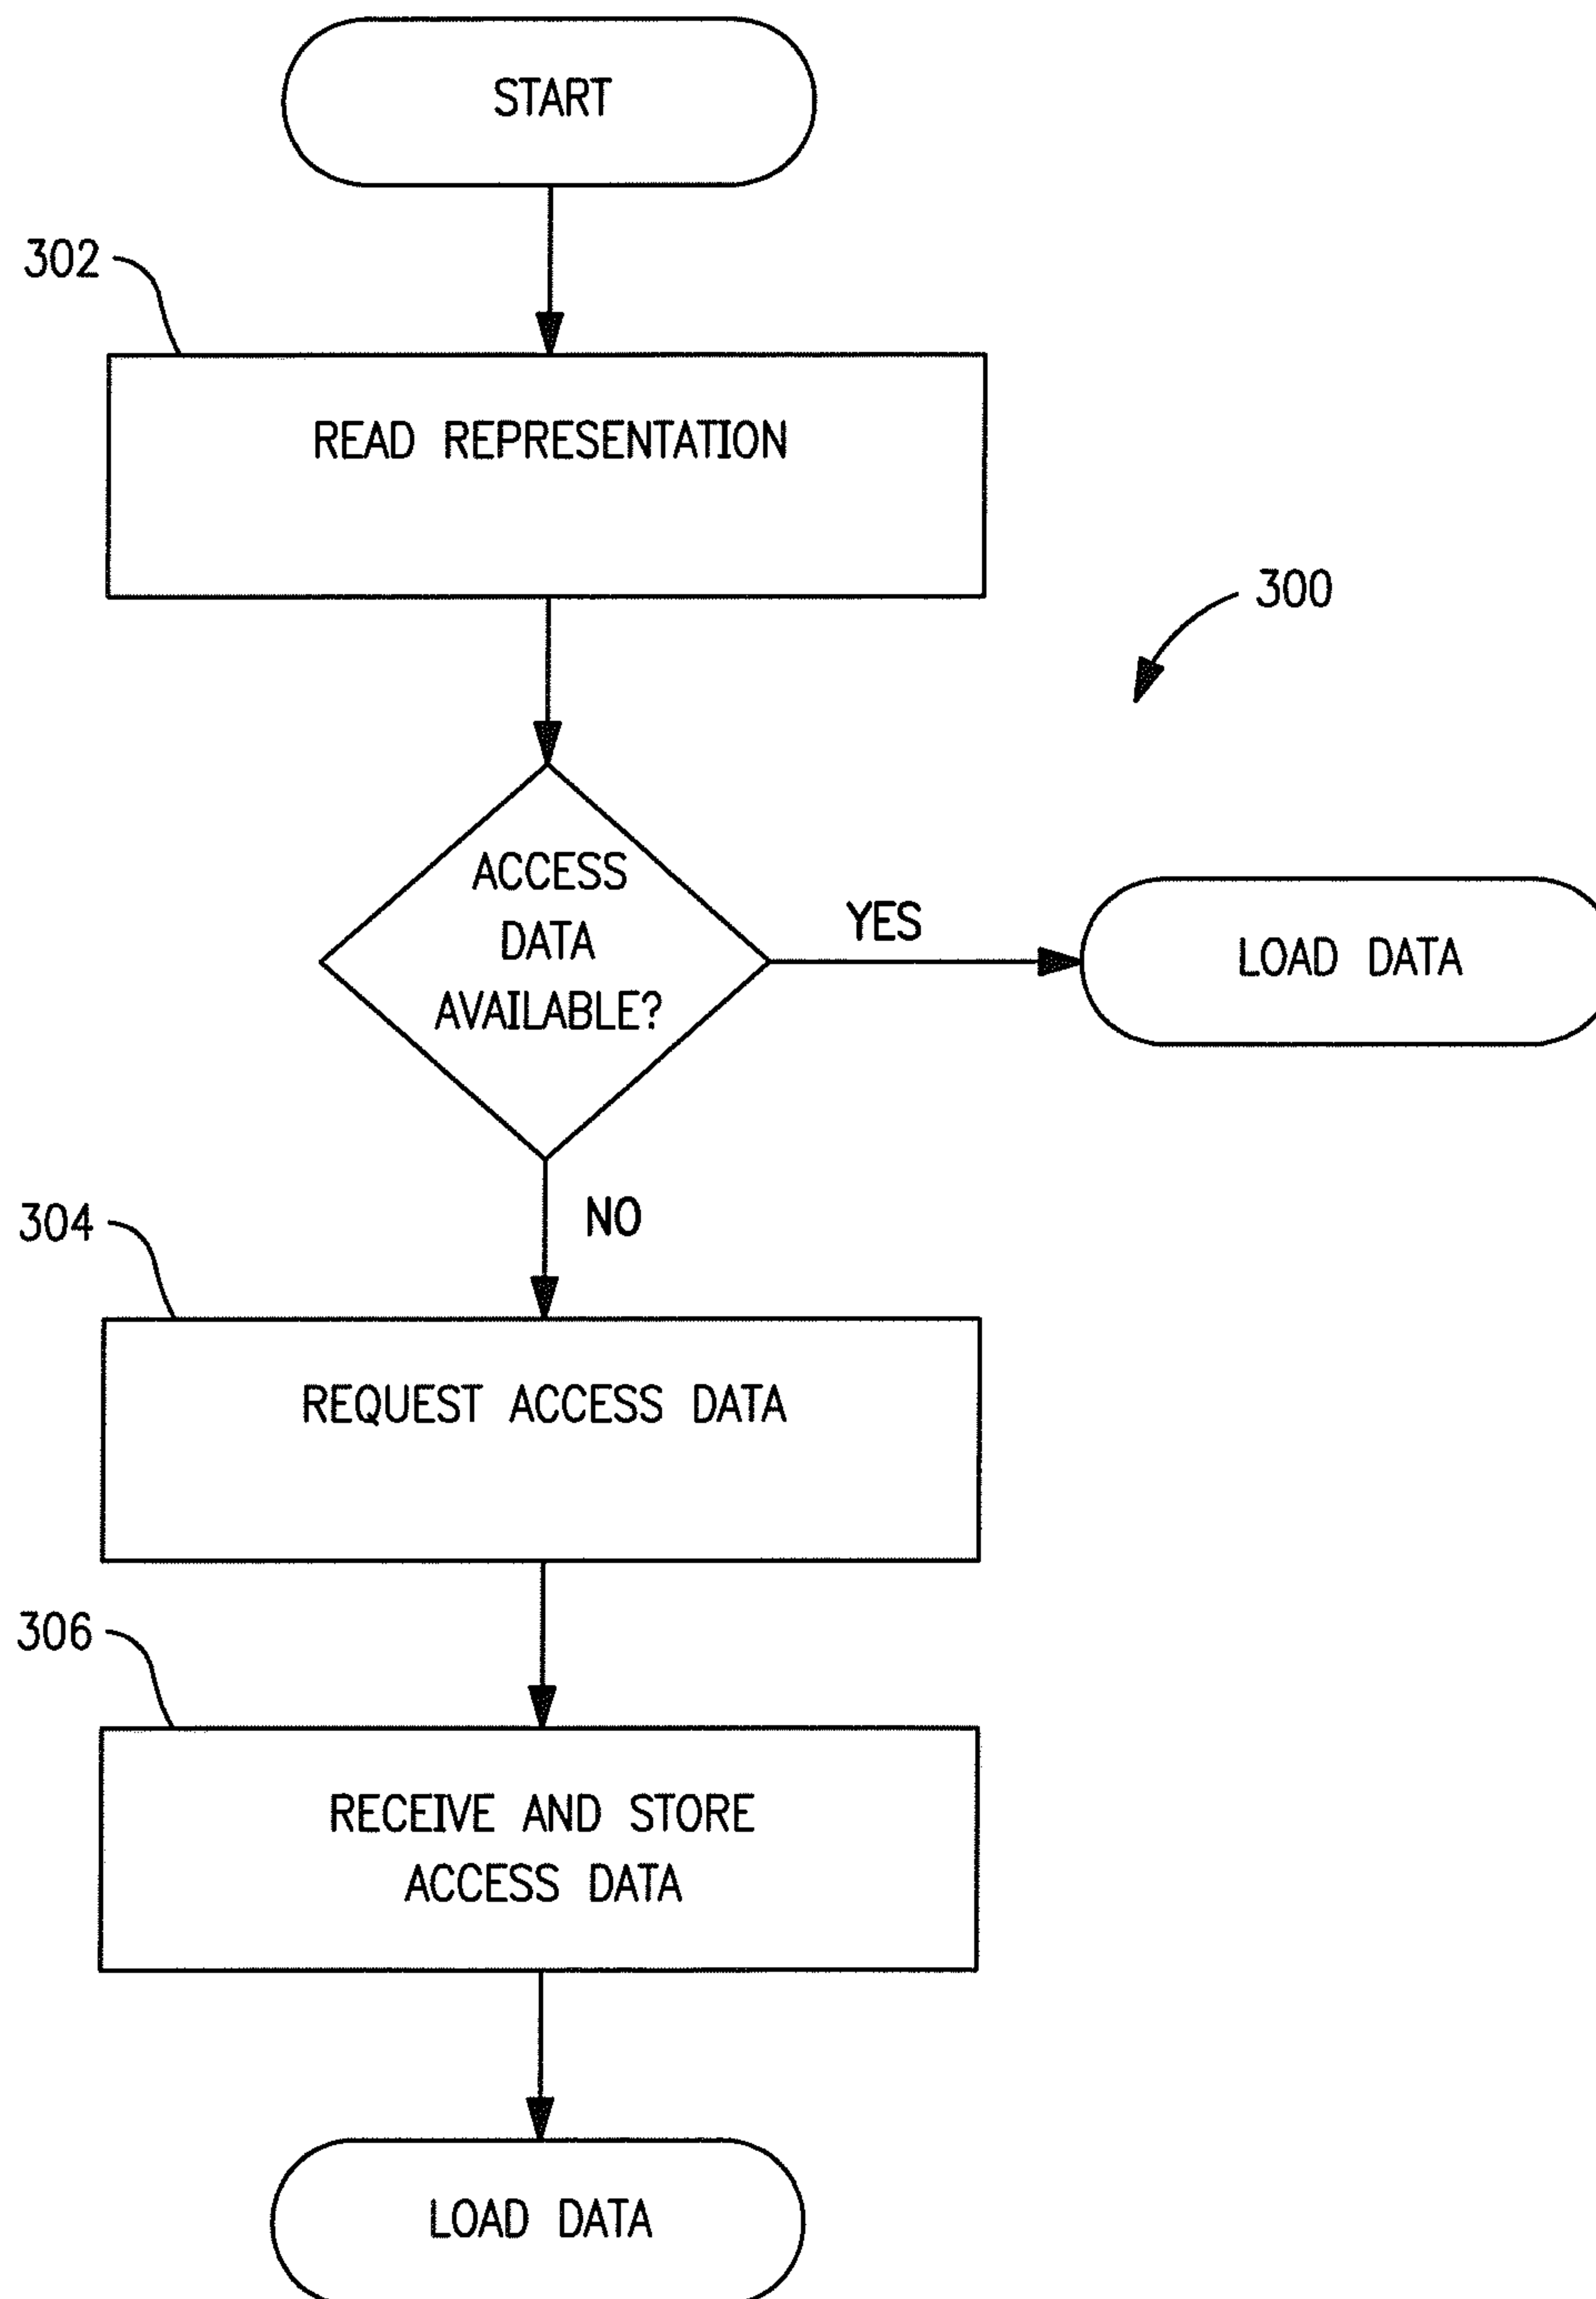 START
302
READ REPRESENTATION
300
ACCESS
DATA
AVAILABLE?
YES
LOAD DATA
NO
304
REQUEST ACCESS DATA
306
RECEIVE AND STORE
ACCESS DATA
LOAD DATA